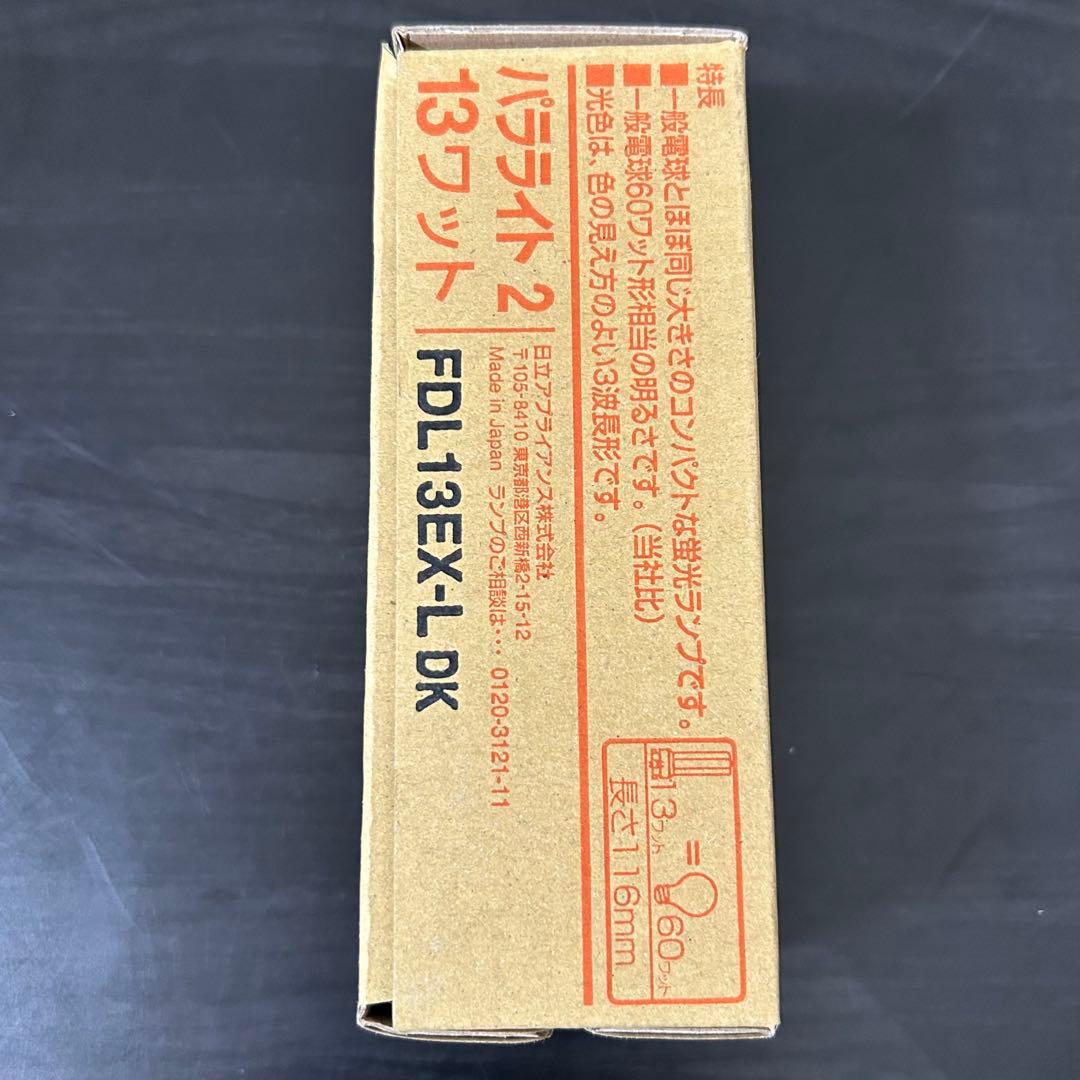 特長
■一般電球とほぼ同じ大きさのコンパクトな蛍光ランプです。
■一般電球60ワット形相当の明るさです。(当社比)
■光色は、色の見え方のよい3波長形です。
13ワット
=
60ワット
長さ116mm
パラライト2
13ワット
日立アプライアンス株式会社
〒105-8410 東京都港区西新橋2-15-12
Made in Japan ランプのご相談は・・・ 0120-3121-11
FDL13EX-L DK